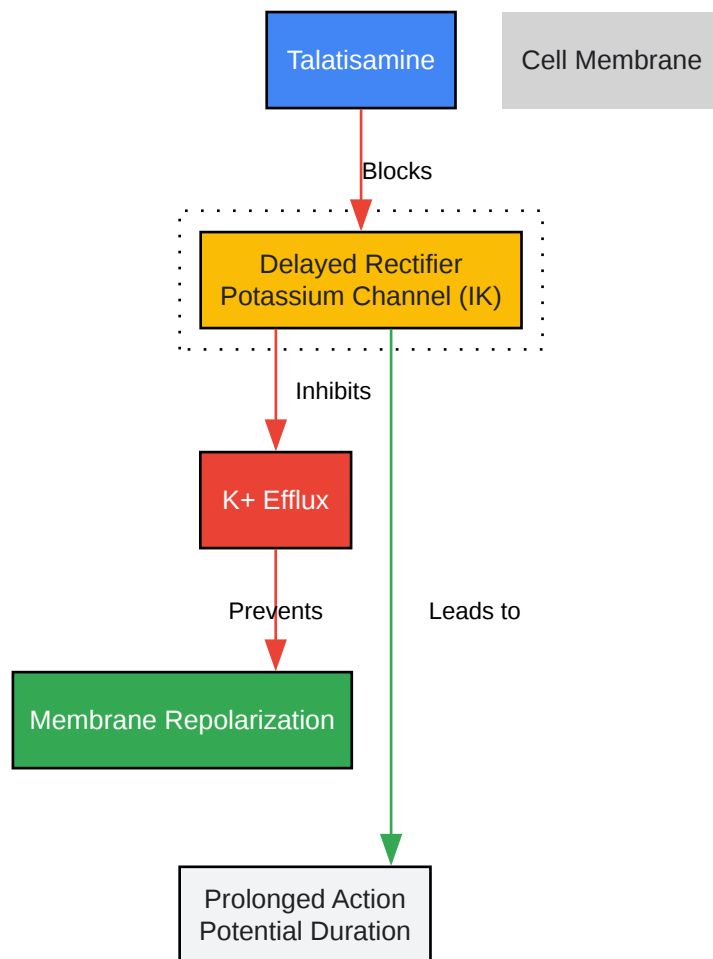 Talatisamine
Cell Membrane
Blocks
Delayed Rectifier
Potassium Channel (IK)
Inhibits
K+ Efflux
Prevents
Leads to
Membrane Repolarization
Prolonged Action
Potential Duration